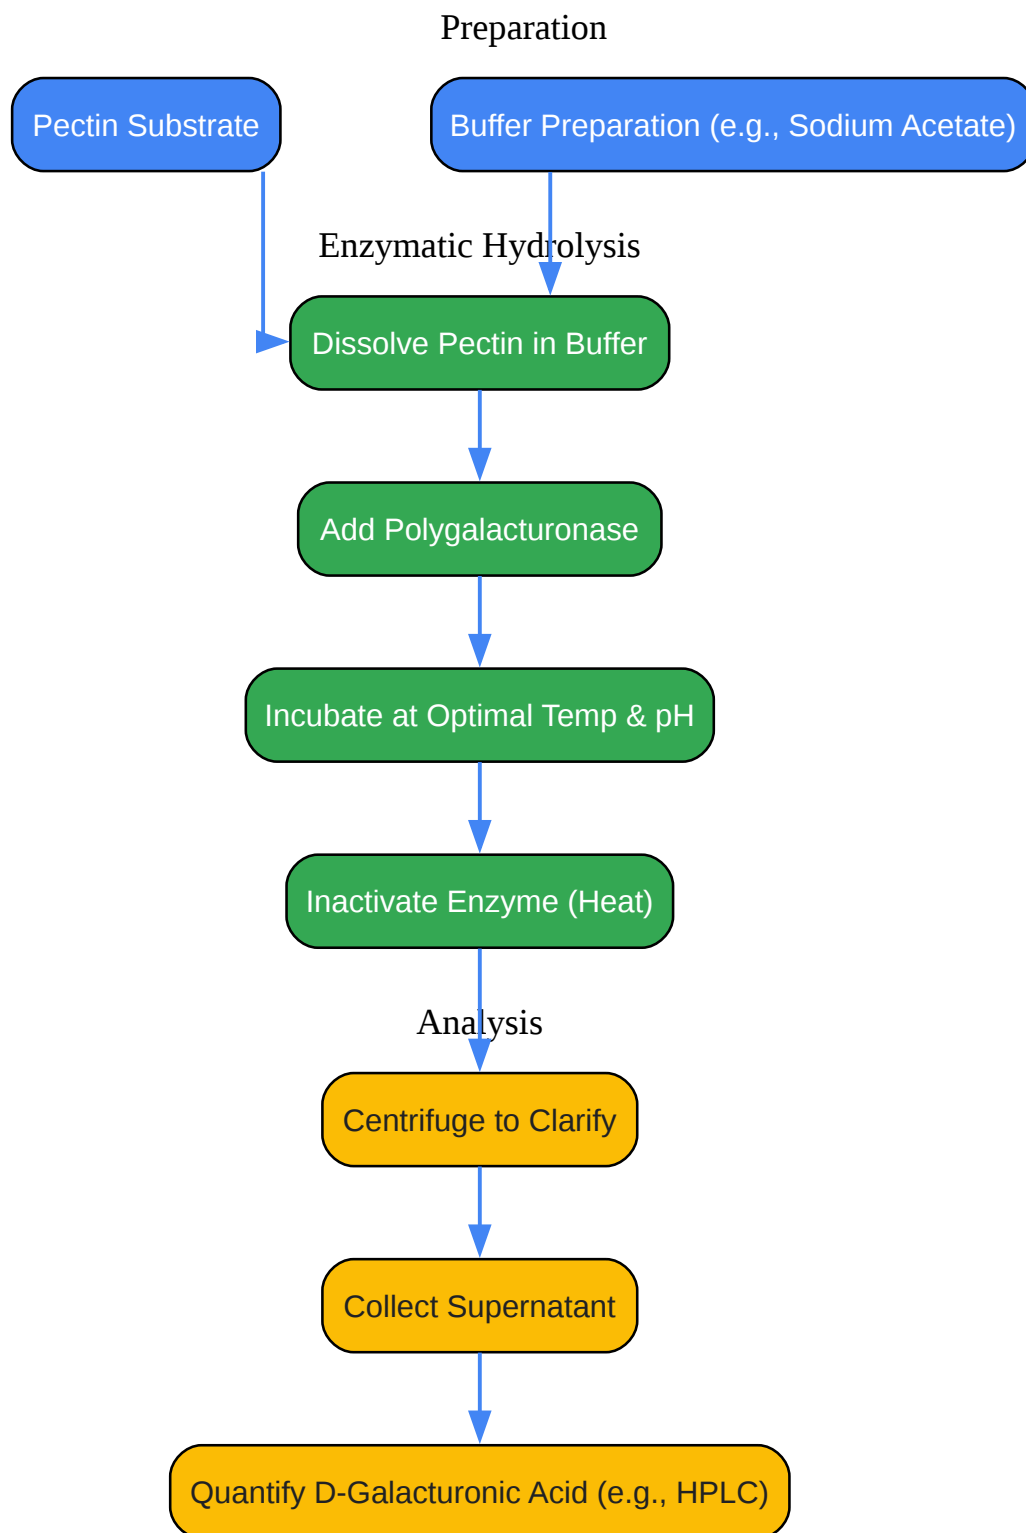 Preparation
Pectin Substrate
Buffer Preparation (e.g., Sodium Acetate)
Enzymatic Hydrolysis
Dissolve Pectin in Buffer
Add Polygalacturonase
Incubate at Optimal Temp & pH
Inactivate Enzyme (Heat)
Analysis
Centrifuge to Clarify
Collect Supernatant
Quantify D-Galacturonic Acid (e.g., HPLC)